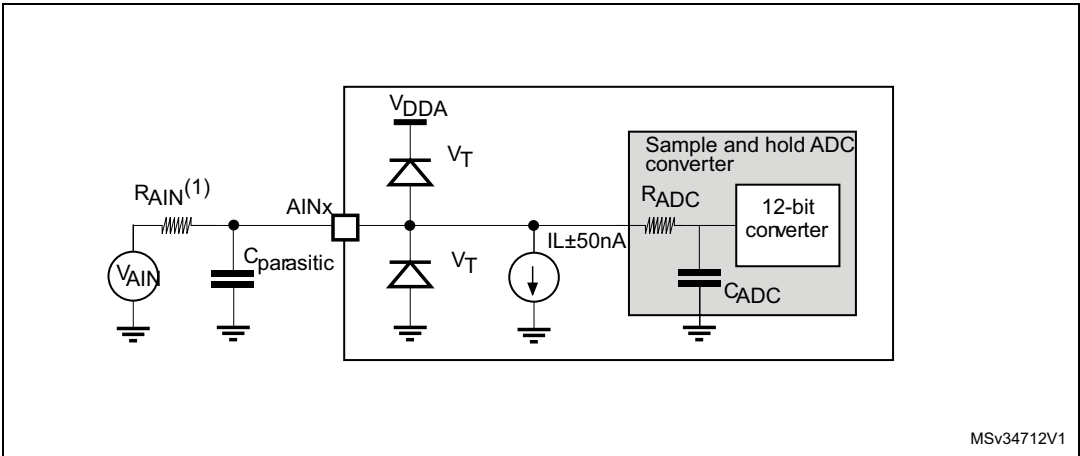 VDDA
VT
Sample and hold ADC
converter
RAIN(1)
AINx
RADC
12-bit
converter
IL±50nA
VT
Cparasitic
VAIN
CADC
MSv34712V1